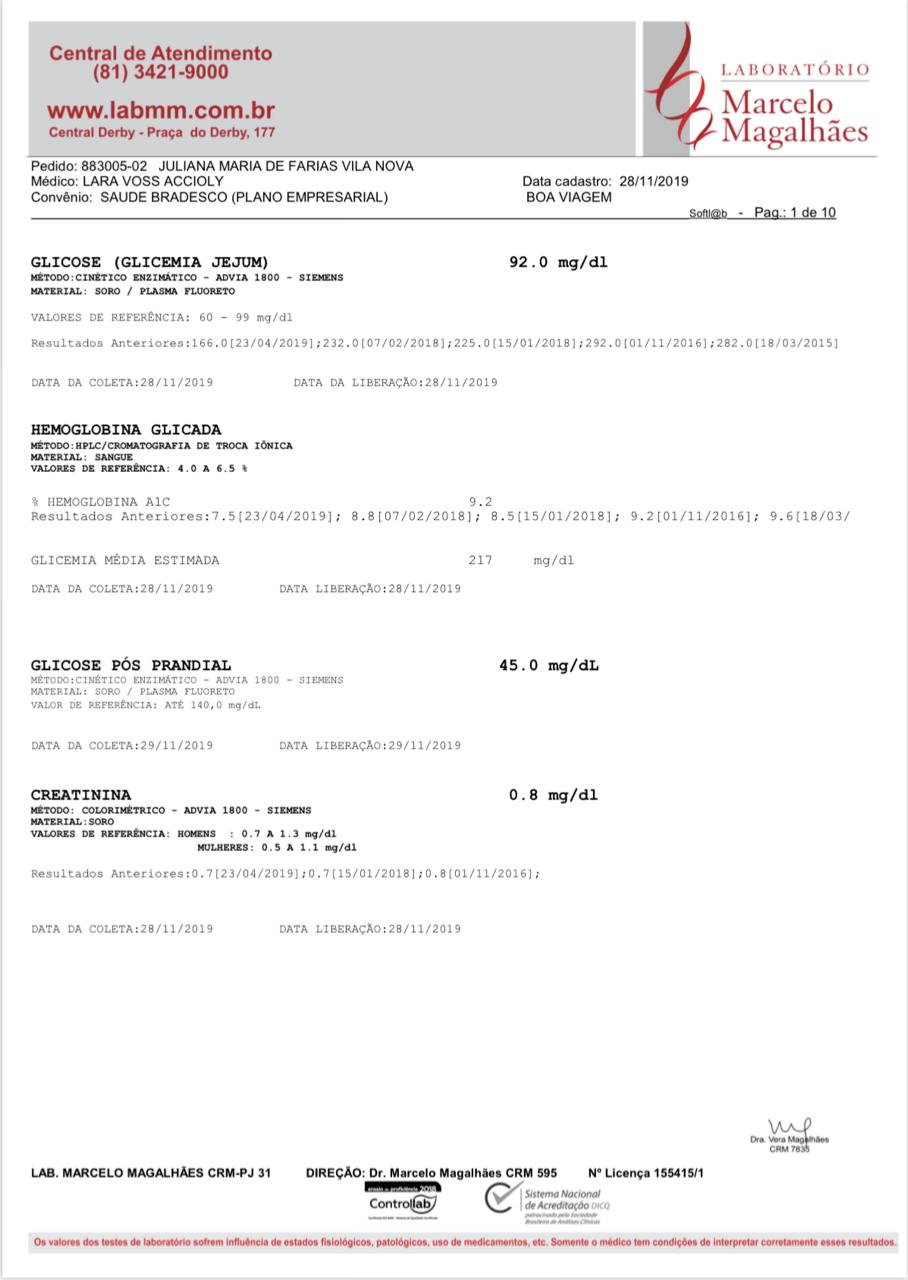 Central de Atendimento
(81) 3421-9000
www.labmm.com.br
Central Derby - Praça do Derby, 177
LABORATÓRIO
Marcelo
Magalhães
Pedido: 883005-02 JULIANA MARIA DE FARIAS VILA NOVA
Médico: LARA VOSS ACCIOLY Data cadastro: 28/11/2019
Convênio: SAUDE BRADESCO (PLANO EMPRESARIAL) BOA VIAGEM
Softl@b - Pag.: 1 de 10
GLICOSE (GLICEMIA JEJUM) 92.0 mg/dl
MÉTODO:CINÉTICO ENZIMÁTICO - ADVIA 1800 - SIEMENS
MATERIAL: SORO / PLASMA FLUORETO
VALORES DE REFERÊNCIA: 60 - 99 mg/dl
Resultados Anteriores:166.0[23/04/2019];232.0[07/02/2018];225.0[15/01/2018];292.0[01/11/2016];282.0[18/03/2015]
DATA DA COLETA:28/11/2019 DATA DA LIBERAÇÃO:28/11/2019
HEMOGLOBINA GLICADA
MÉTODO:HPLC/CROMATOGRAFIA DE TROCA IÔNICA
MATERIAL: SANGUE
VALORES DE REFERÊNCIA: 4.0 A 6.5 %
% HEMOGLOBINA A1C 9.2
Resultados Anteriores:7.5[23/04/2019]; 8.8[07/02/2018]; 8.5[15/01/2018]; 9.2[01/11/2016]; 9.6[18/03/
GLICEMIA MÉDIA ESTIMADA 217 mg/dl
DATA DA COLETA:28/11/2019 DATA LIBERAÇÃO:28/11/2019
GLICOSE PÓS PRANDIAL 45.0 mg/dL
MÉTODO:CINÉTICO ENZIMÁTICO - ADVIA 1800 - SIEMENS
MATERIAL: SORO / PLASMA FLUORETO
VALOR DE REFERÊNCIA: ATÉ 140,0 mg/dL
DATA DA COLETA:29/11/2019 DATA LIBERAÇÃO:29/11/2019
CREATININA 0.8 mg/dl
MÉTODO: COLORIMÉTRICO - ADVIA 1800 - SIEMENS
MATERIAL:SORO
VALORES DE REFERÊNCIA: HOMENS : 0.7 A 1.3 mg/dl
MULHERES: 0.5 A 1.1 mg/dl
Resultados Anteriores:0.7[23/04/2019];0.7[15/01/2018];0.8[01/11/2016];
DATA DA COLETA:28/11/2019 DATA LIBERAÇÃO:28/11/2019
Dra. Vera Magalhães
CRM 7835
LAB. MARCELO MAGALHÃES CRM-PJ 31 DIREÇÃO: Dr. Marcelo Magalhães CRM 595 Nº Licença 155415/1
ensaio de proficiência 2018
Controllab
Sistema Nacional
de Acreditação DICQ
patrocinado pela Sociedade
Brasileira de Análises Clínicas
Os valores dos testes de laboratório sofrem influência de estados fisiológicos, patológicos, uso de medicamentos, etc. Somente o médico tem condições de interpretar corretamente esses resultados.